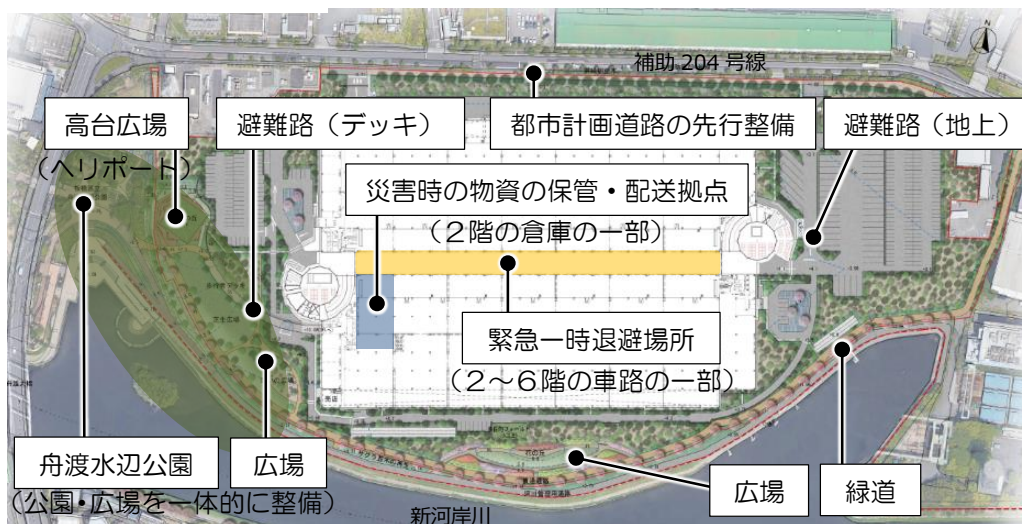 N
補助 204 号線
高台広場
(ヘリポート)
避難路（デッキ）
都市計画道路の先行整備
避難路（地上）
災害時の物資の保管・配送拠点
（２階の倉庫の一部）
緊急一時退避場所
（２～６階の車路の一部）
舟渡水辺公園
(公園・広場を一体的に整備)
広場
広場
緑道
新河岸川